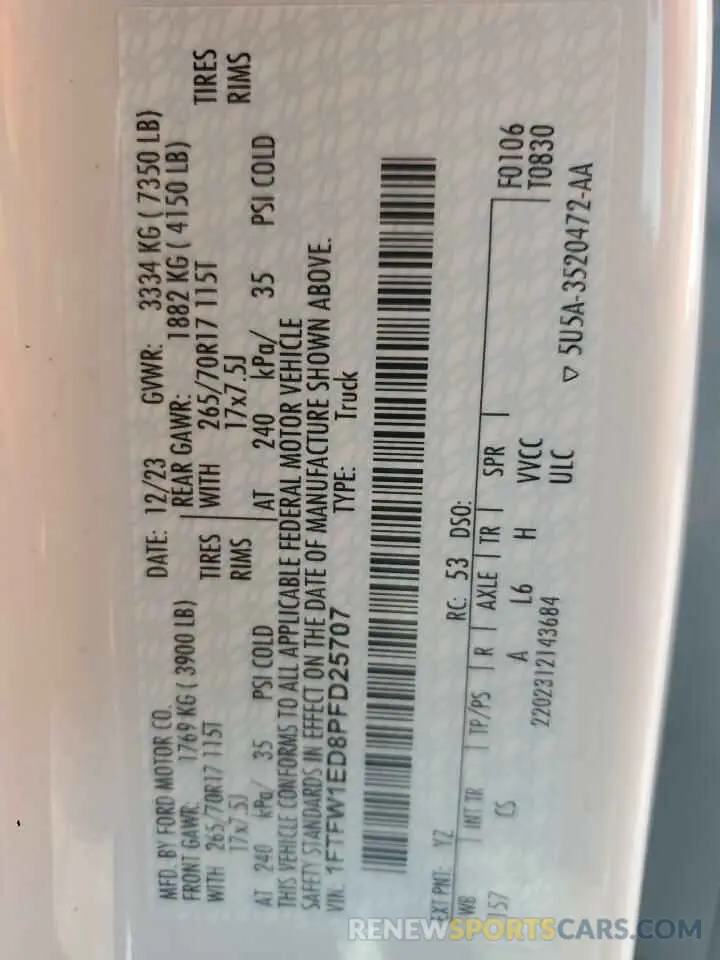 MFD. BY FORD MOTOR CO.
DATE: 12/23 GVWR: 3334 KG ( 7350 LB)
FRONT GAWR: 1769 KG ( 3900 LB)
REAR GAWR: 1882 KG ( 4150 LB)
WITH 265/70R17 115T TIRES
WITH 265/70R17 115T TIRES
17x7.5J RIMS
17x7.5J RIMS
AT 240 kPa/ 35 PSI COLD
AT 240 kPa/ 35 PSI COLD
THIS VEHICLE CONFORMS TO ALL APPLICABLE FEDERAL MOTOR VEHICLE
SAFETY STANDARDS IN EFFECT ON THE DATE OF MANUFACTURE SHOWN ABOVE.
VIN: 1FTFW1ED8PFD25707 TYPE: Truck
EXT PNT: YZ RC: 53 DSO:
WB INT TR TP/PS R AXLE TR SPR
157 CS A L6 H VVCC
2202312143684 ULC
F0106
T0830
▽ 5U5A-3520472-AA
RENEWSPORTSCARS.COM